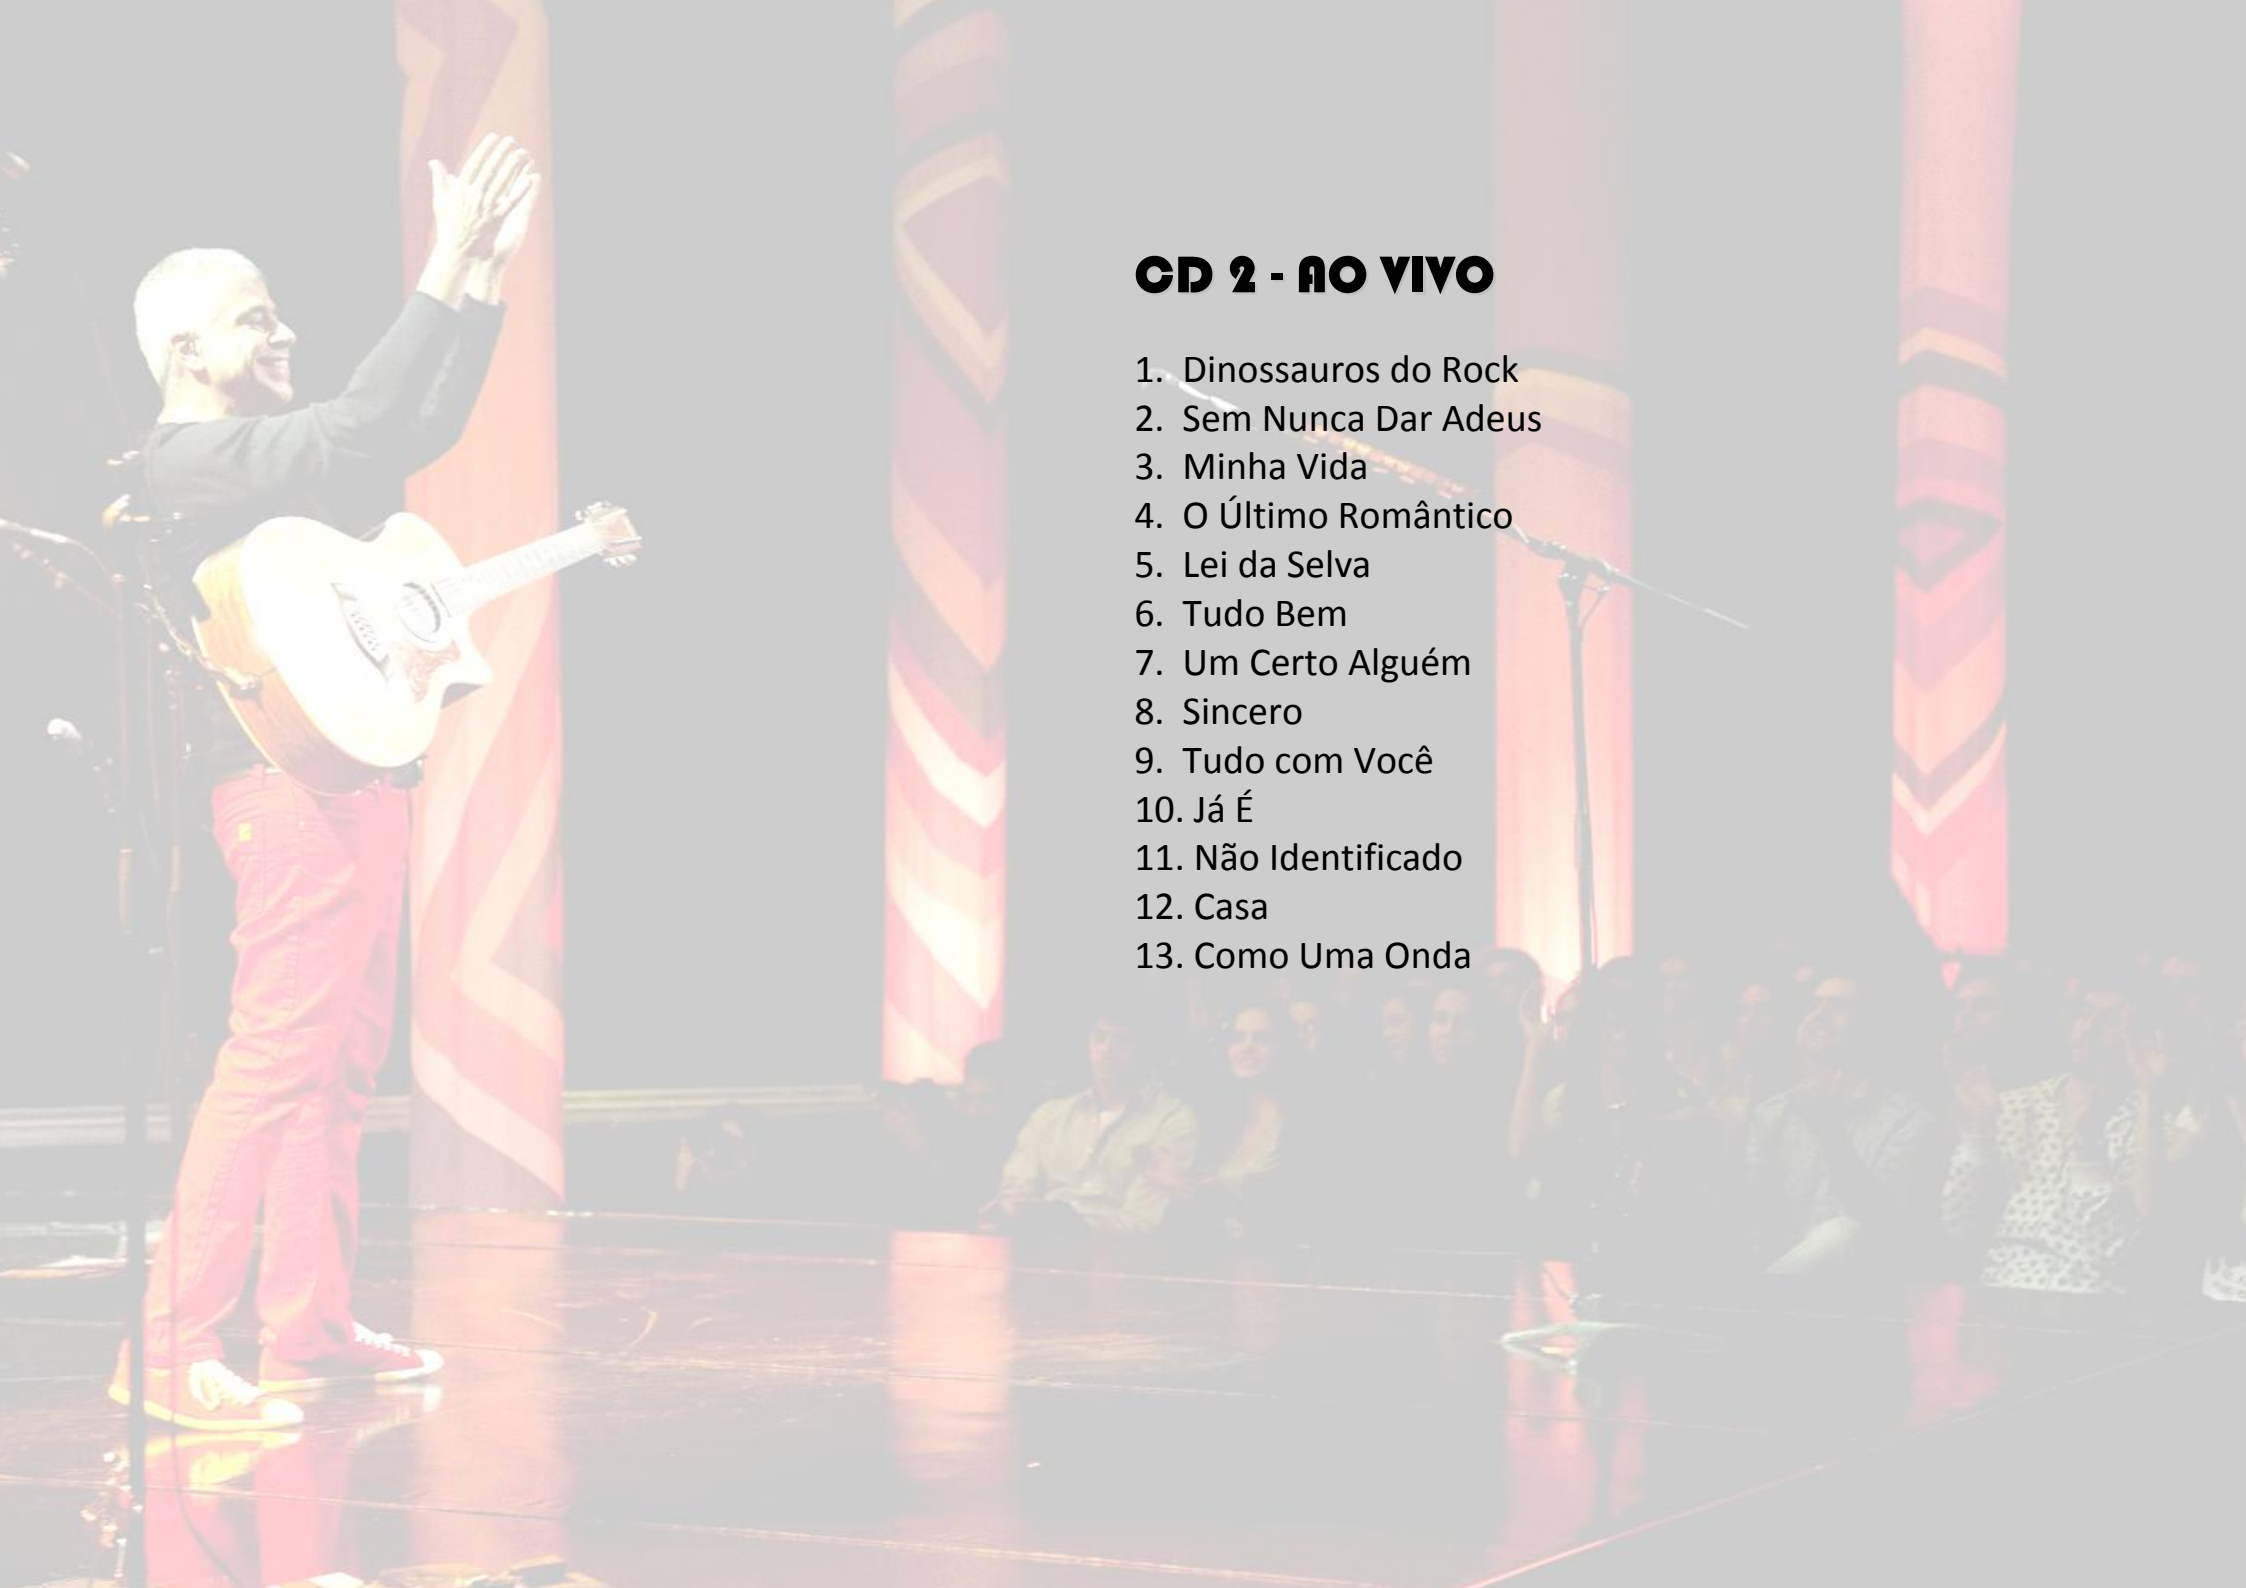 CD 2 - AO VIVO
1. Dinossauros do Rock
2. Sem Nunca Dar Adeus
3. Minha Vida
4. O Último Romântico
5. Lei da Selva
6. Tudo Bem
7. Um Certo Alguém
8. Sincero
9. Tudo com Você
10. Já É
11. Não Identificado
12. Casa
13. Como Uma Onda